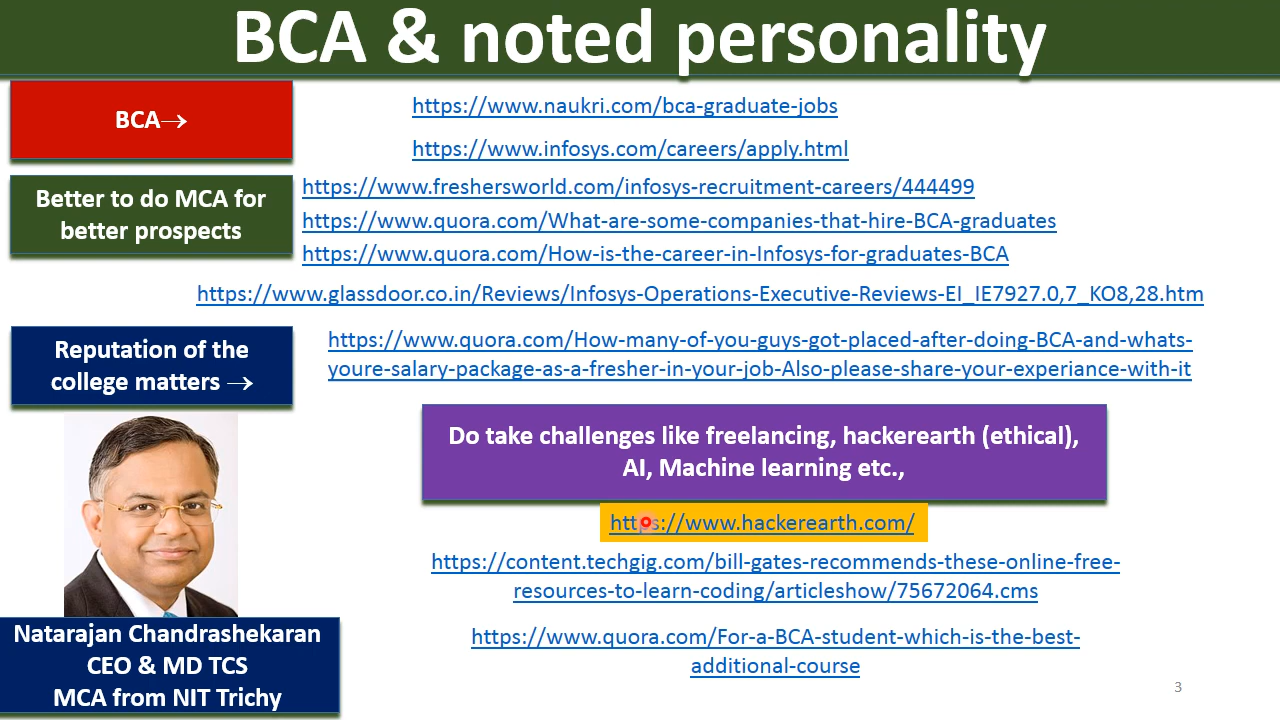 BCA & noted personality
BCA→
https://www.naukri.com/bca-graduate-jobs
https://www.infosys.com/careers/apply.html
Better to do MCA for
better prospects
https://www.freshersworld.com/infosys-recruitment-careers/444499
https://www.quora.com/What-are-some-companies-that-hire-BCA-graduates
https://www.quora.com/How-is-the-career-in-Infosys-for-graduates-BCA
https://www.glassdoor.co.in/Reviews/Infosys-Operations-Executive-Reviews-EI_IE7927.0,7_KO8,28.htm
Reputation of the
college matters →
https://www.quora.com/How-many-of-you-guys-got-placed-after-doing-BCA-and-whats-
youre-salary-package-as-a-fresher-in-your-job-Also-please-share-your-experiance-with-it
Do take challenges like freelancing, hackerearth (ethical),
AI, Machine learning etc.,
https://www.hackerearth.com/
https://content.techgig.com/bill-gates-recommends-these-online-free-
resources-to-learn-coding/articleshow/75672064.cms
Natarajan Chandrashekaran
CEO & MD TCS
MCA from NIT Trichy
https://www.quora.com/For-a-BCA-student-which-is-the-best-
additional-course
3